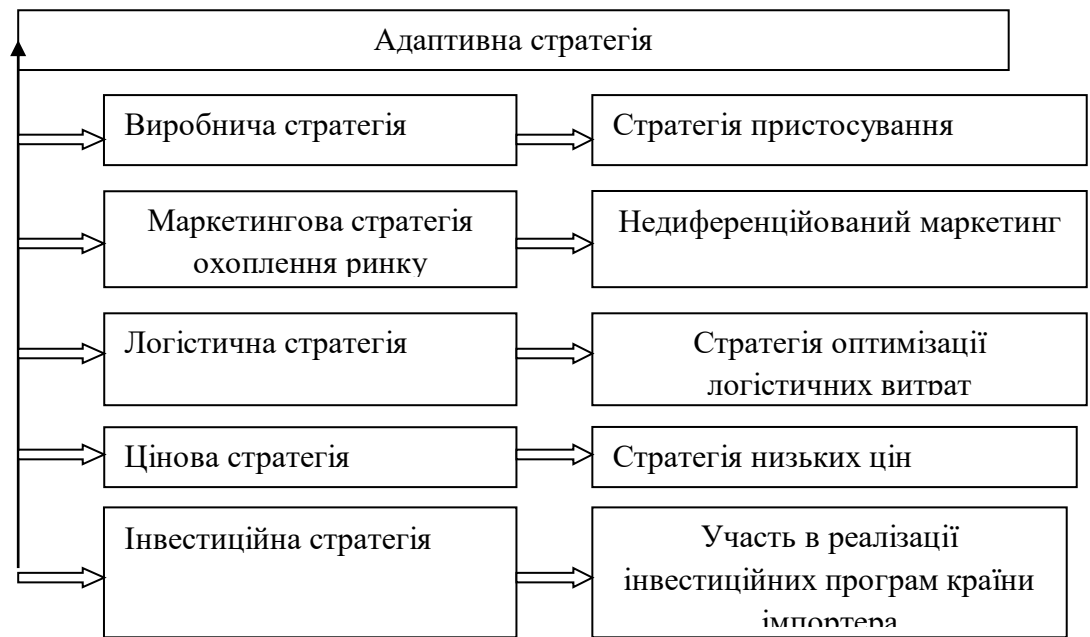 Адаптивна стратегія
Виробнича стратегія
Стратегія пристосування
Маркетингова стратегія
охоплення ринку
Недиференційований маркетинг
Логістична стратегія
Стратегія оптимізації
логістичних витрат
Цінова стратегія
Стратегія низьких цін
Інвестиційна стратегія
Участь в реалізації
інвестиційних програм країни
імпортера